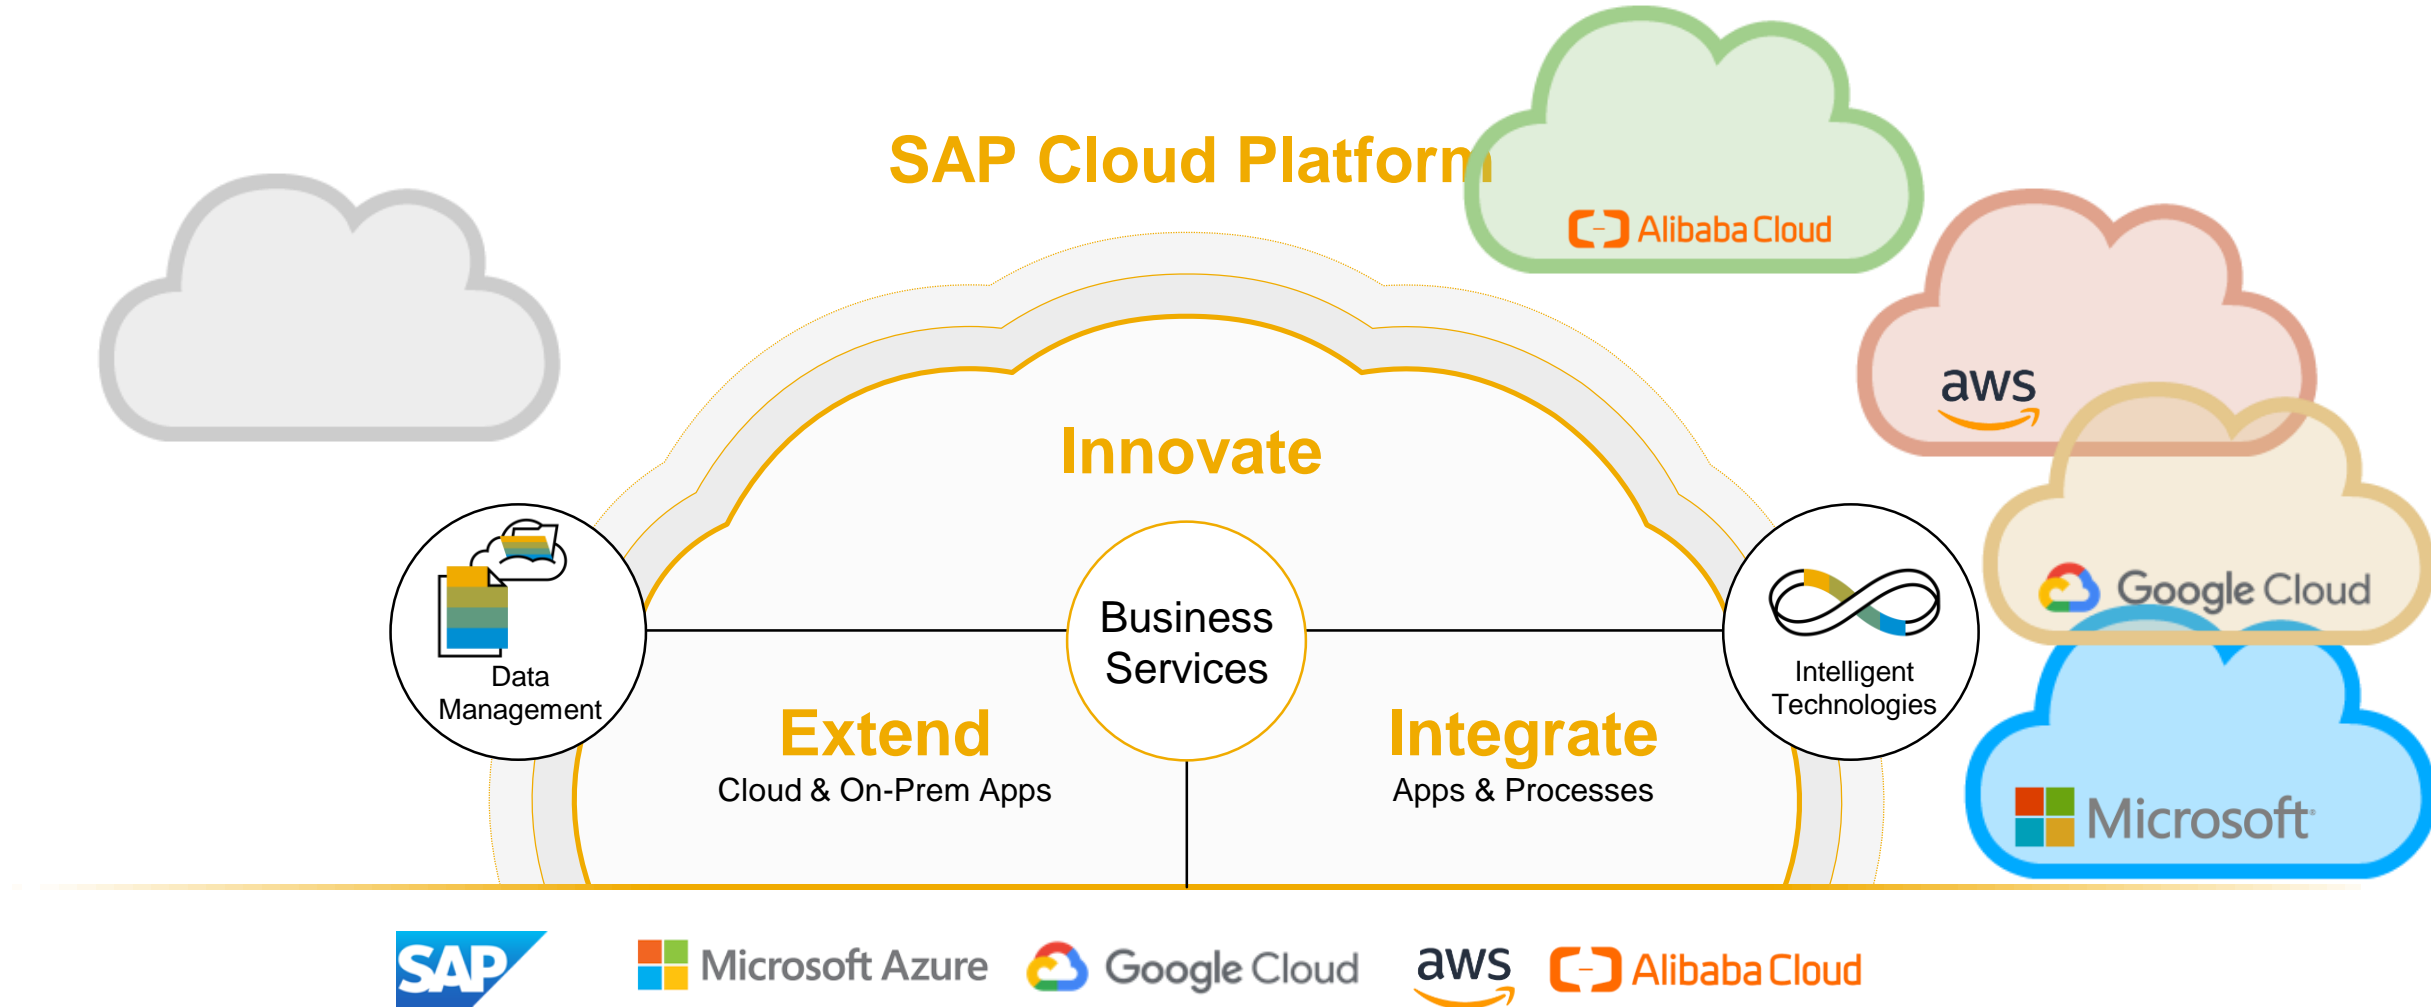 SAP Cloud Platform
Alibaba Cloud
aws
Innovate
Google Cloud
Business
Services
Data
Management
Intelligent
Technologies
Extend
Cloud & On-Prem Apps
Integrate
Apps & Processes
Microsoft
SAP
Microsoft Azure
Google Cloud
aws
Alibaba Cloud